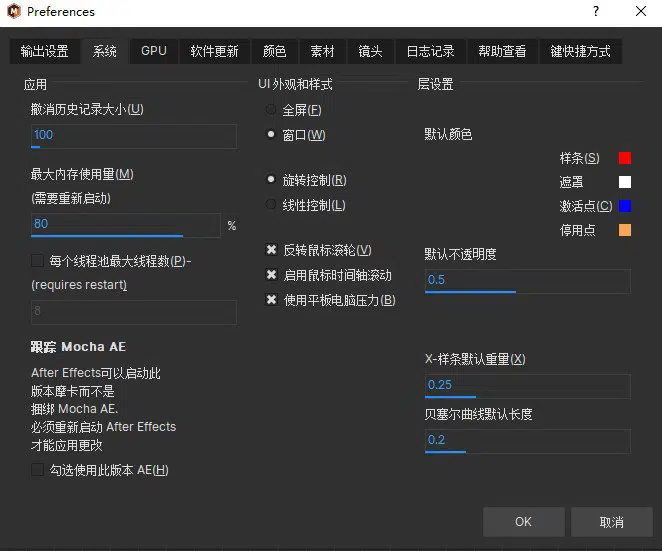 Preferences
输出设置 系统 GPU 软件更新 颜色 素材 镜头 日志记录 帮助查看 键快捷方式
应用
撤消历史记录大小(U)
100
最大内存使用量(M)
(需要重新启动)
80 %
每个线程池最大线程数(P)-
(requires restart)
8
跟踪 Mocha AE
After Effects可以启动此
版本摩卡而不是
捆绑 Mocha AE.
必须重新启动 After Effects
才能应用更改
勾选使用此版本 AE(H)
UI 外观和样式
全屏(F)
窗口(W)
旋转控制(R)
线性控制(L)
反转鼠标滚轮(V)
启用鼠标时间轴滚动
使用平板电脑压力(B)
层设置
默认颜色
样条(S)
遮罩
激活点(C)
停用点
默认不透明度
0.5
X-样条默认重量(X)
0.25
贝塞尔曲线默认长度
0.2
OK 取消